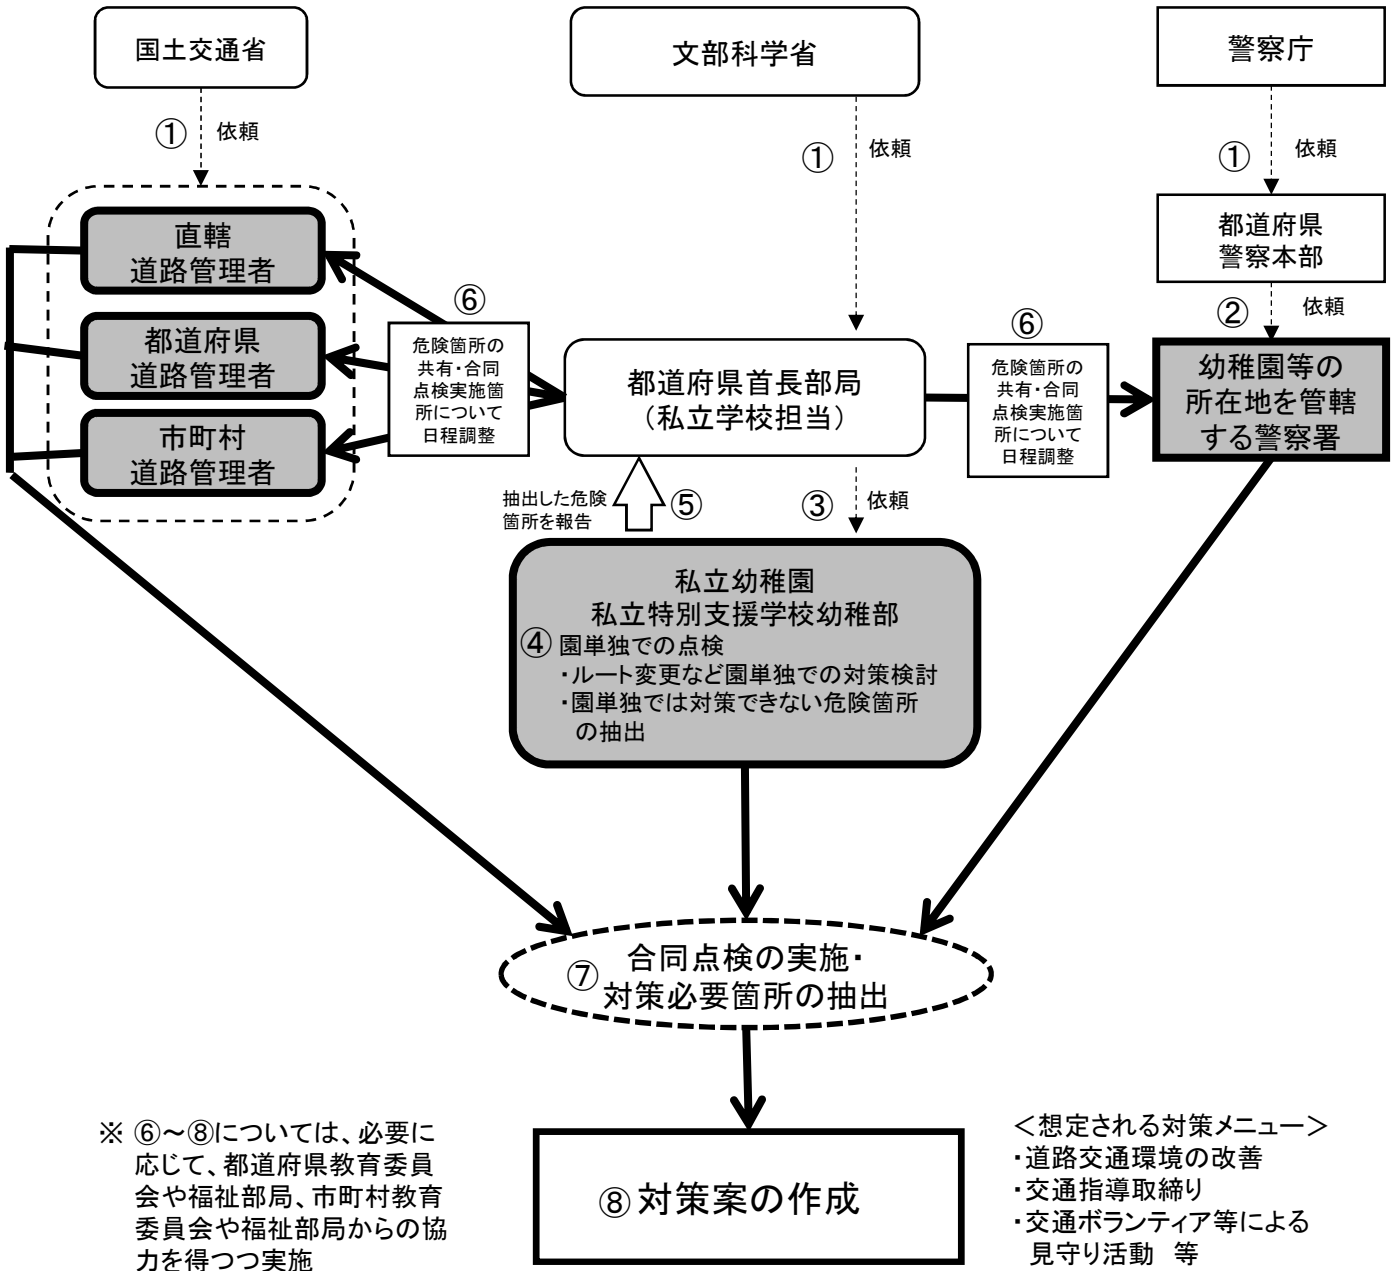 国土交通省
文部科学省
警察庁
① 依頼
① 依頼
① 依頼
直轄
道路管理者
都道府県
道路管理者
市町村
道路管理者
都道府県
警察本部
② 依頼
⑥
危険箇所の
共有・合同
点検実施箇
所について
日程調整
都道府県首長部局
（私立学校担当）
⑥
危険箇所の
共有・合同
点検実施箇
所について
日程調整
幼稚園等の
所在地を管轄
する警察署
抽出した危険
箇所を報告
⑤
③ 依頼
私立幼稚園
私立特別支援学校幼稚部
④ 園単独での点検
・ルート変更など園単独での対策検討
・園単独では対策できない危険箇所
の抽出
⑦
合同点検の実施・
対策必要箇所の抽出
⑧ 対策案の作成
※ ⑥～⑧については、必要に
応じて、都道府県教育委員
会や福祉部局、市町村教育
委員会や福祉部局からの協
力を得つつ実施
＜想定される対策メニュー＞
・道路交通環境の改善
・交通指導取締り
・交通ボランティア等による
見守り活動　等